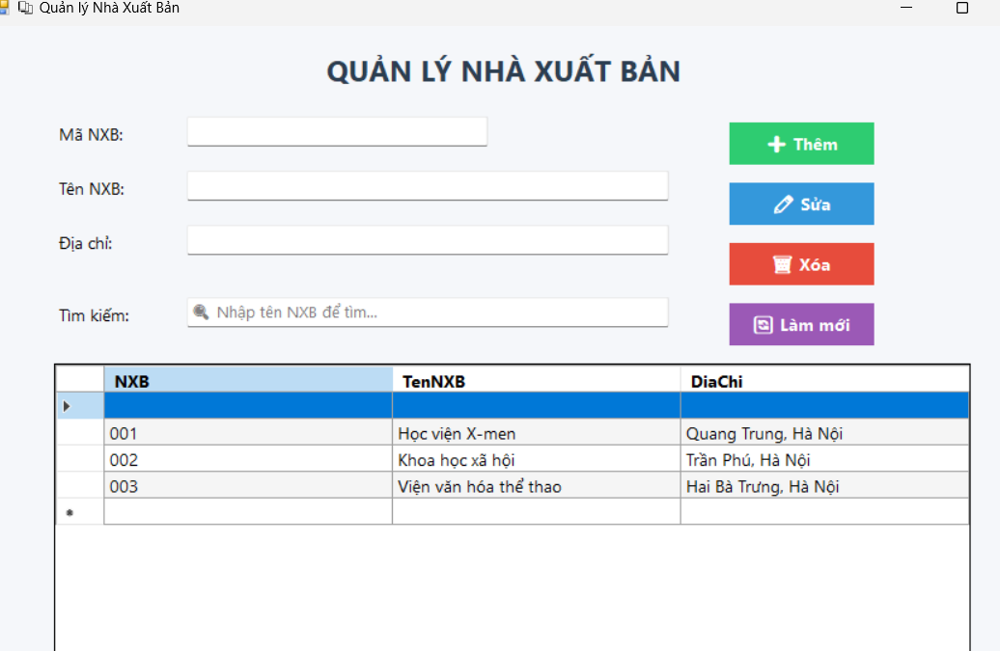 Quản lý Nhà Xuất Bản
QUẢN LÝ NHÀ XUẤT BẢN
Mã NXB:
Thêm
Tên NXB:
Sửa
Địa chỉ:
Xóa
Tìm kiếm:
Nhập tên NXB để tìm...
Làm mới
NXB TenNXB DiaChi
001 Học viện X-men Quang Trung, Hà Nội
002 Khoa học xã hội Trần Phú, Hà Nội
003 Viện văn hóa thể thao Hai Bà Trưng, Hà Nội